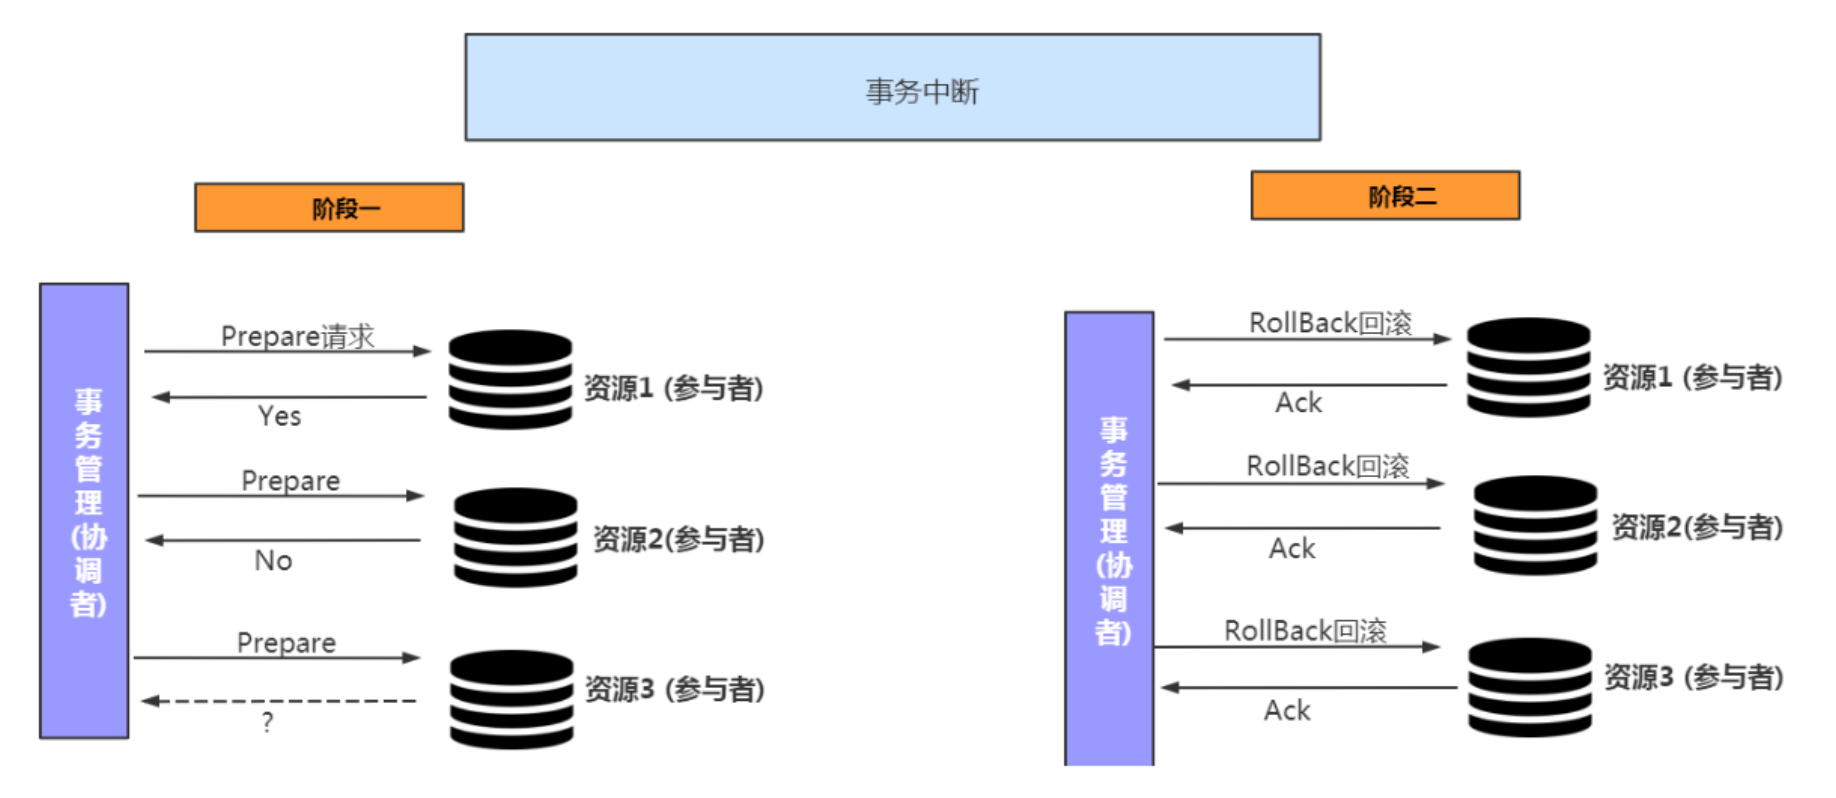 事务中断
阶段一
阶段二
事务管理(协调者)
Prepare请求
Yes
资源1 (参与者)
Prepare
No
资源2(参与者)
Prepare
?
资源3 (参与者)
事务管理(协调者)
RollBack回滚
Ack
资源1 (参与者)
RollBack回滚
Ack
资源2(参与者)
RollBack回滚
Ack
资源3 (参与者)